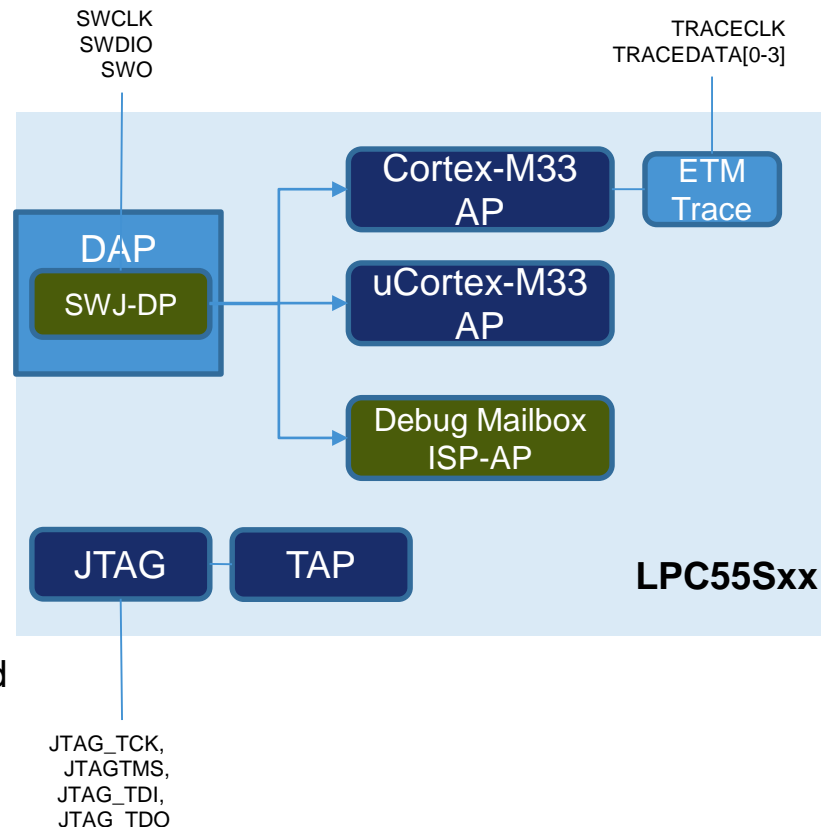 SWCLK
SWDIO
SWO
TRACECLK
TRACEDATA[0-3]
Cortex-M33
AP
ETM
Trace
DAP
SWJ-DP
uCortex-M33
AP
Debug Mailbox
ISP-AP
JTAG
TAP
LPC55Sxx
d
JTAG_TCK,
JTAGTMS,
JTAG_TDI,
JTAG_TDO